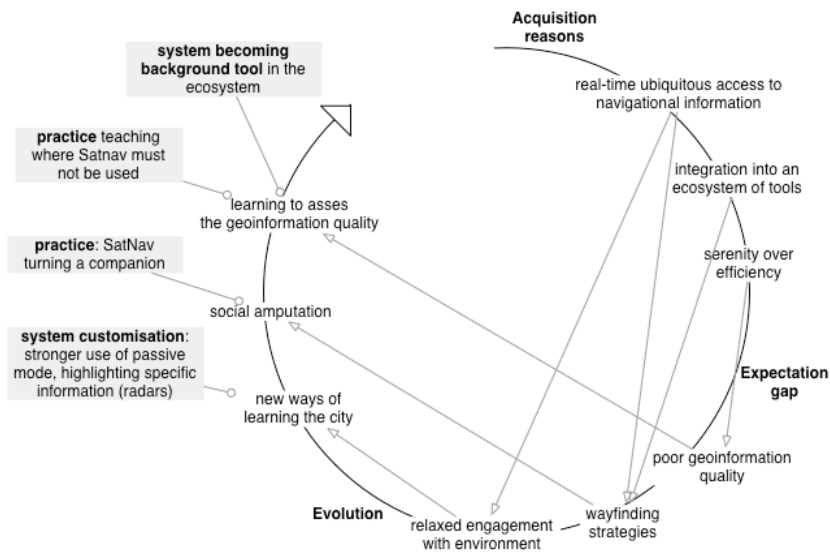 Acquisition
reasons
real-time ubiquitous access to
navigational information
integration into an
ecosystem of tools
serenity over
efficiency
Expectation
gap
poor geoinformation
quality
wayfinding
strategies
relaxed engagement
with environment
Evolution
new ways of
learning the city
social amputation
learning to asses
the geoinformation quality
system becoming
background tool in the
ecosystem
practice teaching
where Satnav must
not be used
practice: SatNav
turning a companion
system customisation:
stronger use of passive
mode, highlighting specific
information (radars)